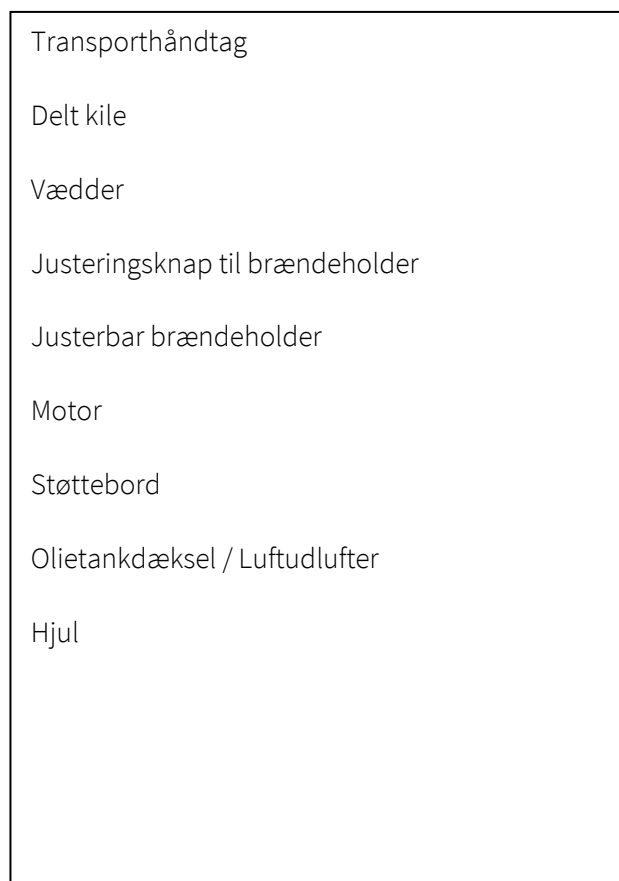 Transporthåndtag
Delt kile
Vædder
Justeringsknap til brændeholder
Justerbar brændeholder
Motor
Støttebord
Olietankdæksel / Luftudlufter
Hjul